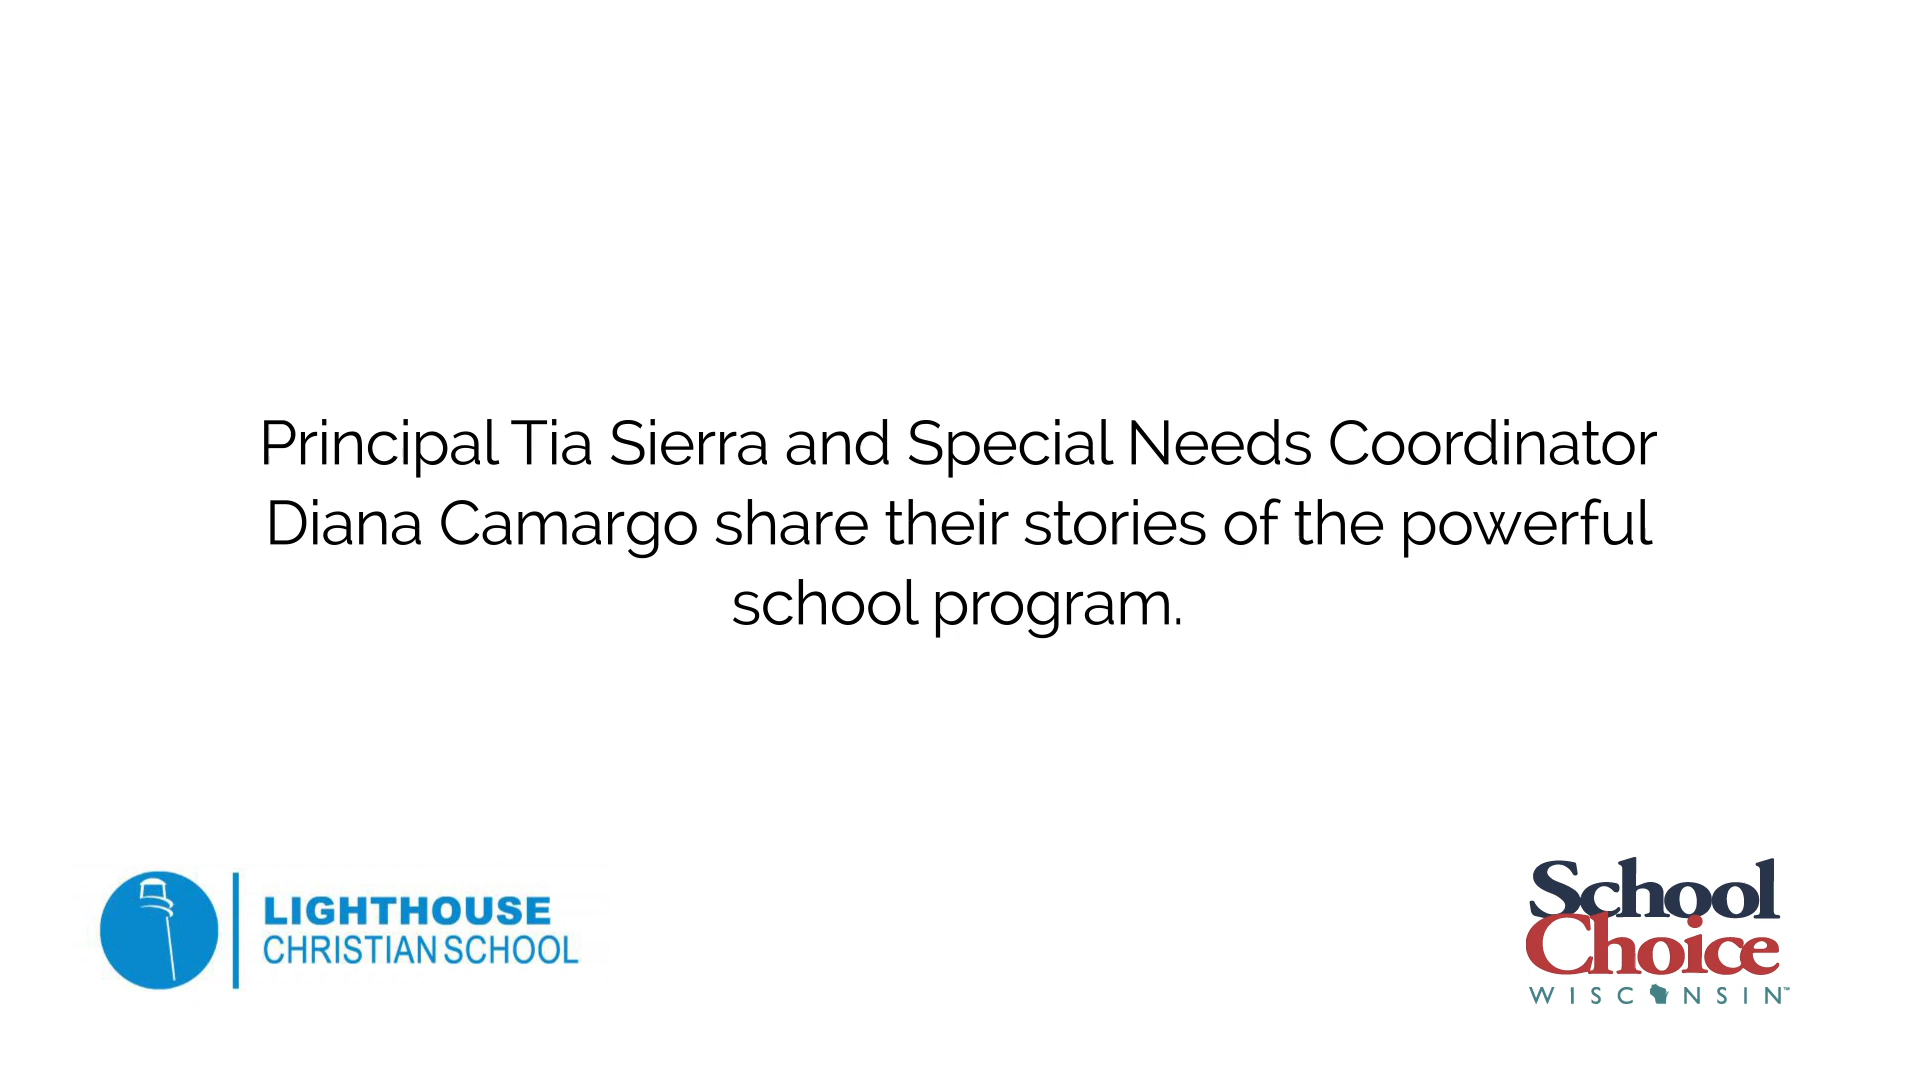 Principal Tia Sierra and Special Needs Coordinator
Diana Camargo share their stories of the powerful
school program.
LIGHTHOUSE
CHRISTIAN SCHOOL
School
Choice
WISCONSIN™